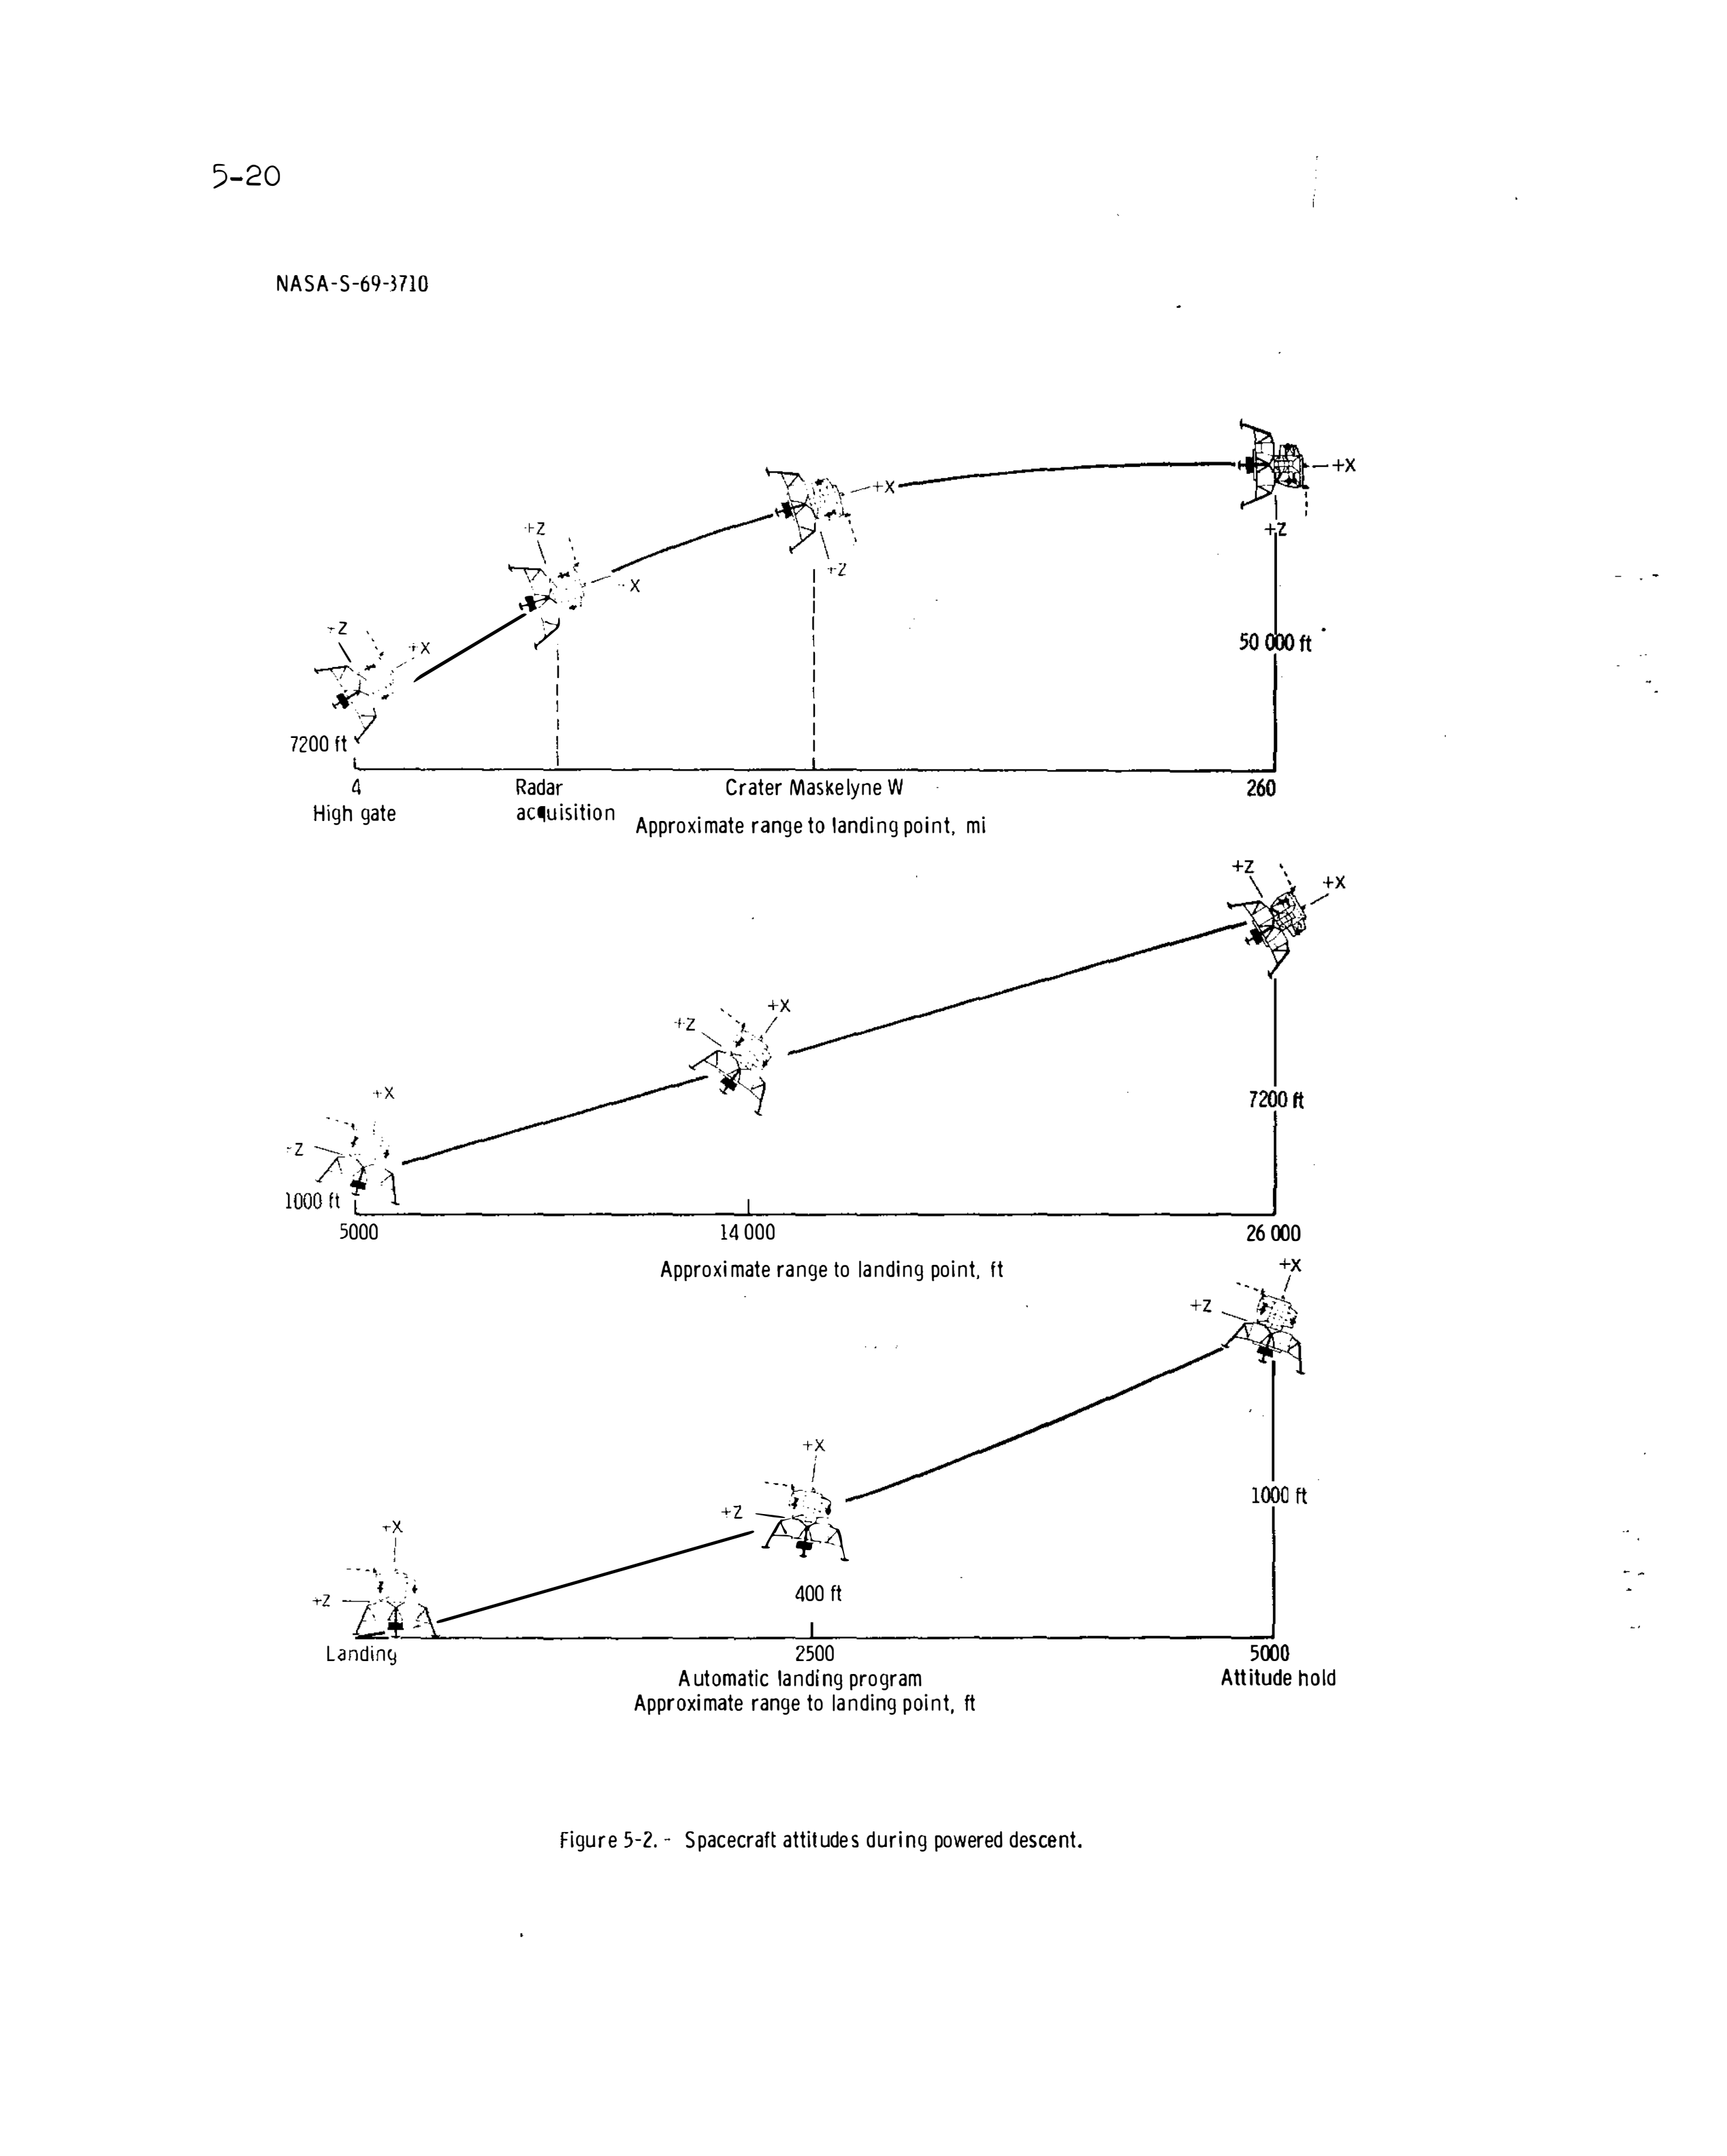 5-20
NASA-S-69-3710
+X
+X
+Z
+Z
+Z
-X
+Z
+X
+Z
50 000 ft
7200 ft
4
Radar
Crater Maskelyne W
260
High gate
acquisition
Approximate range to landing point, mi
+Z
+X
+X
+Z
+X
7200 ft
-Z
1000 ft
5000
14 000
26 000
Approximate range to landing point, ft
+X
+Z
+X
1000 ft
+Z
+X
400 ft
+Z
Landing
2500
5000
Automatic landing program
Attitude hold
Approximate range to landing point, ft
Figure 5-2. - Spacecraft attitudes during powered descent.